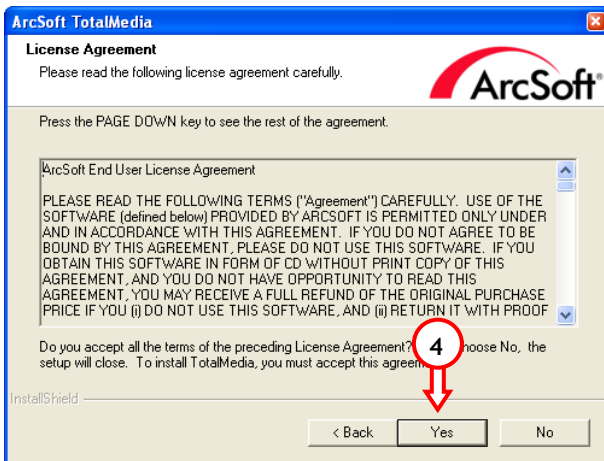 ArcSoft TotalMedia
License Agreement
Please read the following license agreement carefully.
ArcSoft®
Press the PAGE DOWN key to see the rest of the agreement.
ArcSoft End User License Agreement
PLEASE READ THE FOLLOWING TERMS ("Agreement") CAREFULLY. USE OF THE
SOFTWARE (defined below) PROVIDED BY ARCSOFT IS PERMITTED ONLY UNDER
AND IN ACCORDANCE WITH THIS AGREEMENT. IF YOU DO NOT AGREE TO BE
BOUND BY THIS AGREEMENT, PLEASE DO NOT USE THIS SOFTWARE. IF YOU
OBTAIN THIS SOFTWARE IN FORM OF CD WITHOUT PRINT COPY OF THIS
AGREEMENT, AND YOU DO NOT HAVE OPPORTUNITY TO READ THIS
AGREEMENT, YOU MAY RECEIVE A FULL REFUND OF THE ORIGINAL PURCHASE
PRICE IF YOU (i) DO NOT USE THIS SOFTWARE, AND (ii) RETURN IT WITH PROOF
Do you accept all the terms of the preceding License Agreement? hoose No, the
setup will close. To install TotalMedia, you must accept this agreem
4
InstallShield
< Back Yes No